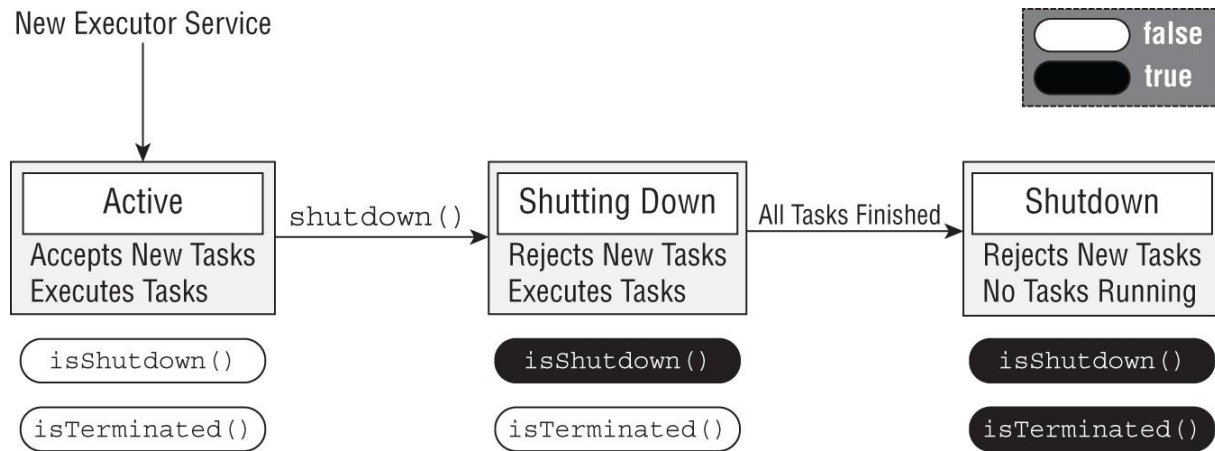 New Executor Service
false
true
Active
Accepts New Tasks
Executes Tasks
shutdown()
Shutting Down
Rejects New Tasks
Executes Tasks
All Tasks Finished
Shutdown
Rejects New Tasks
No Tasks Running
isShutdown()
isShutdown()
isShutdown()
isTerminated()
isTerminated()
isTerminated()